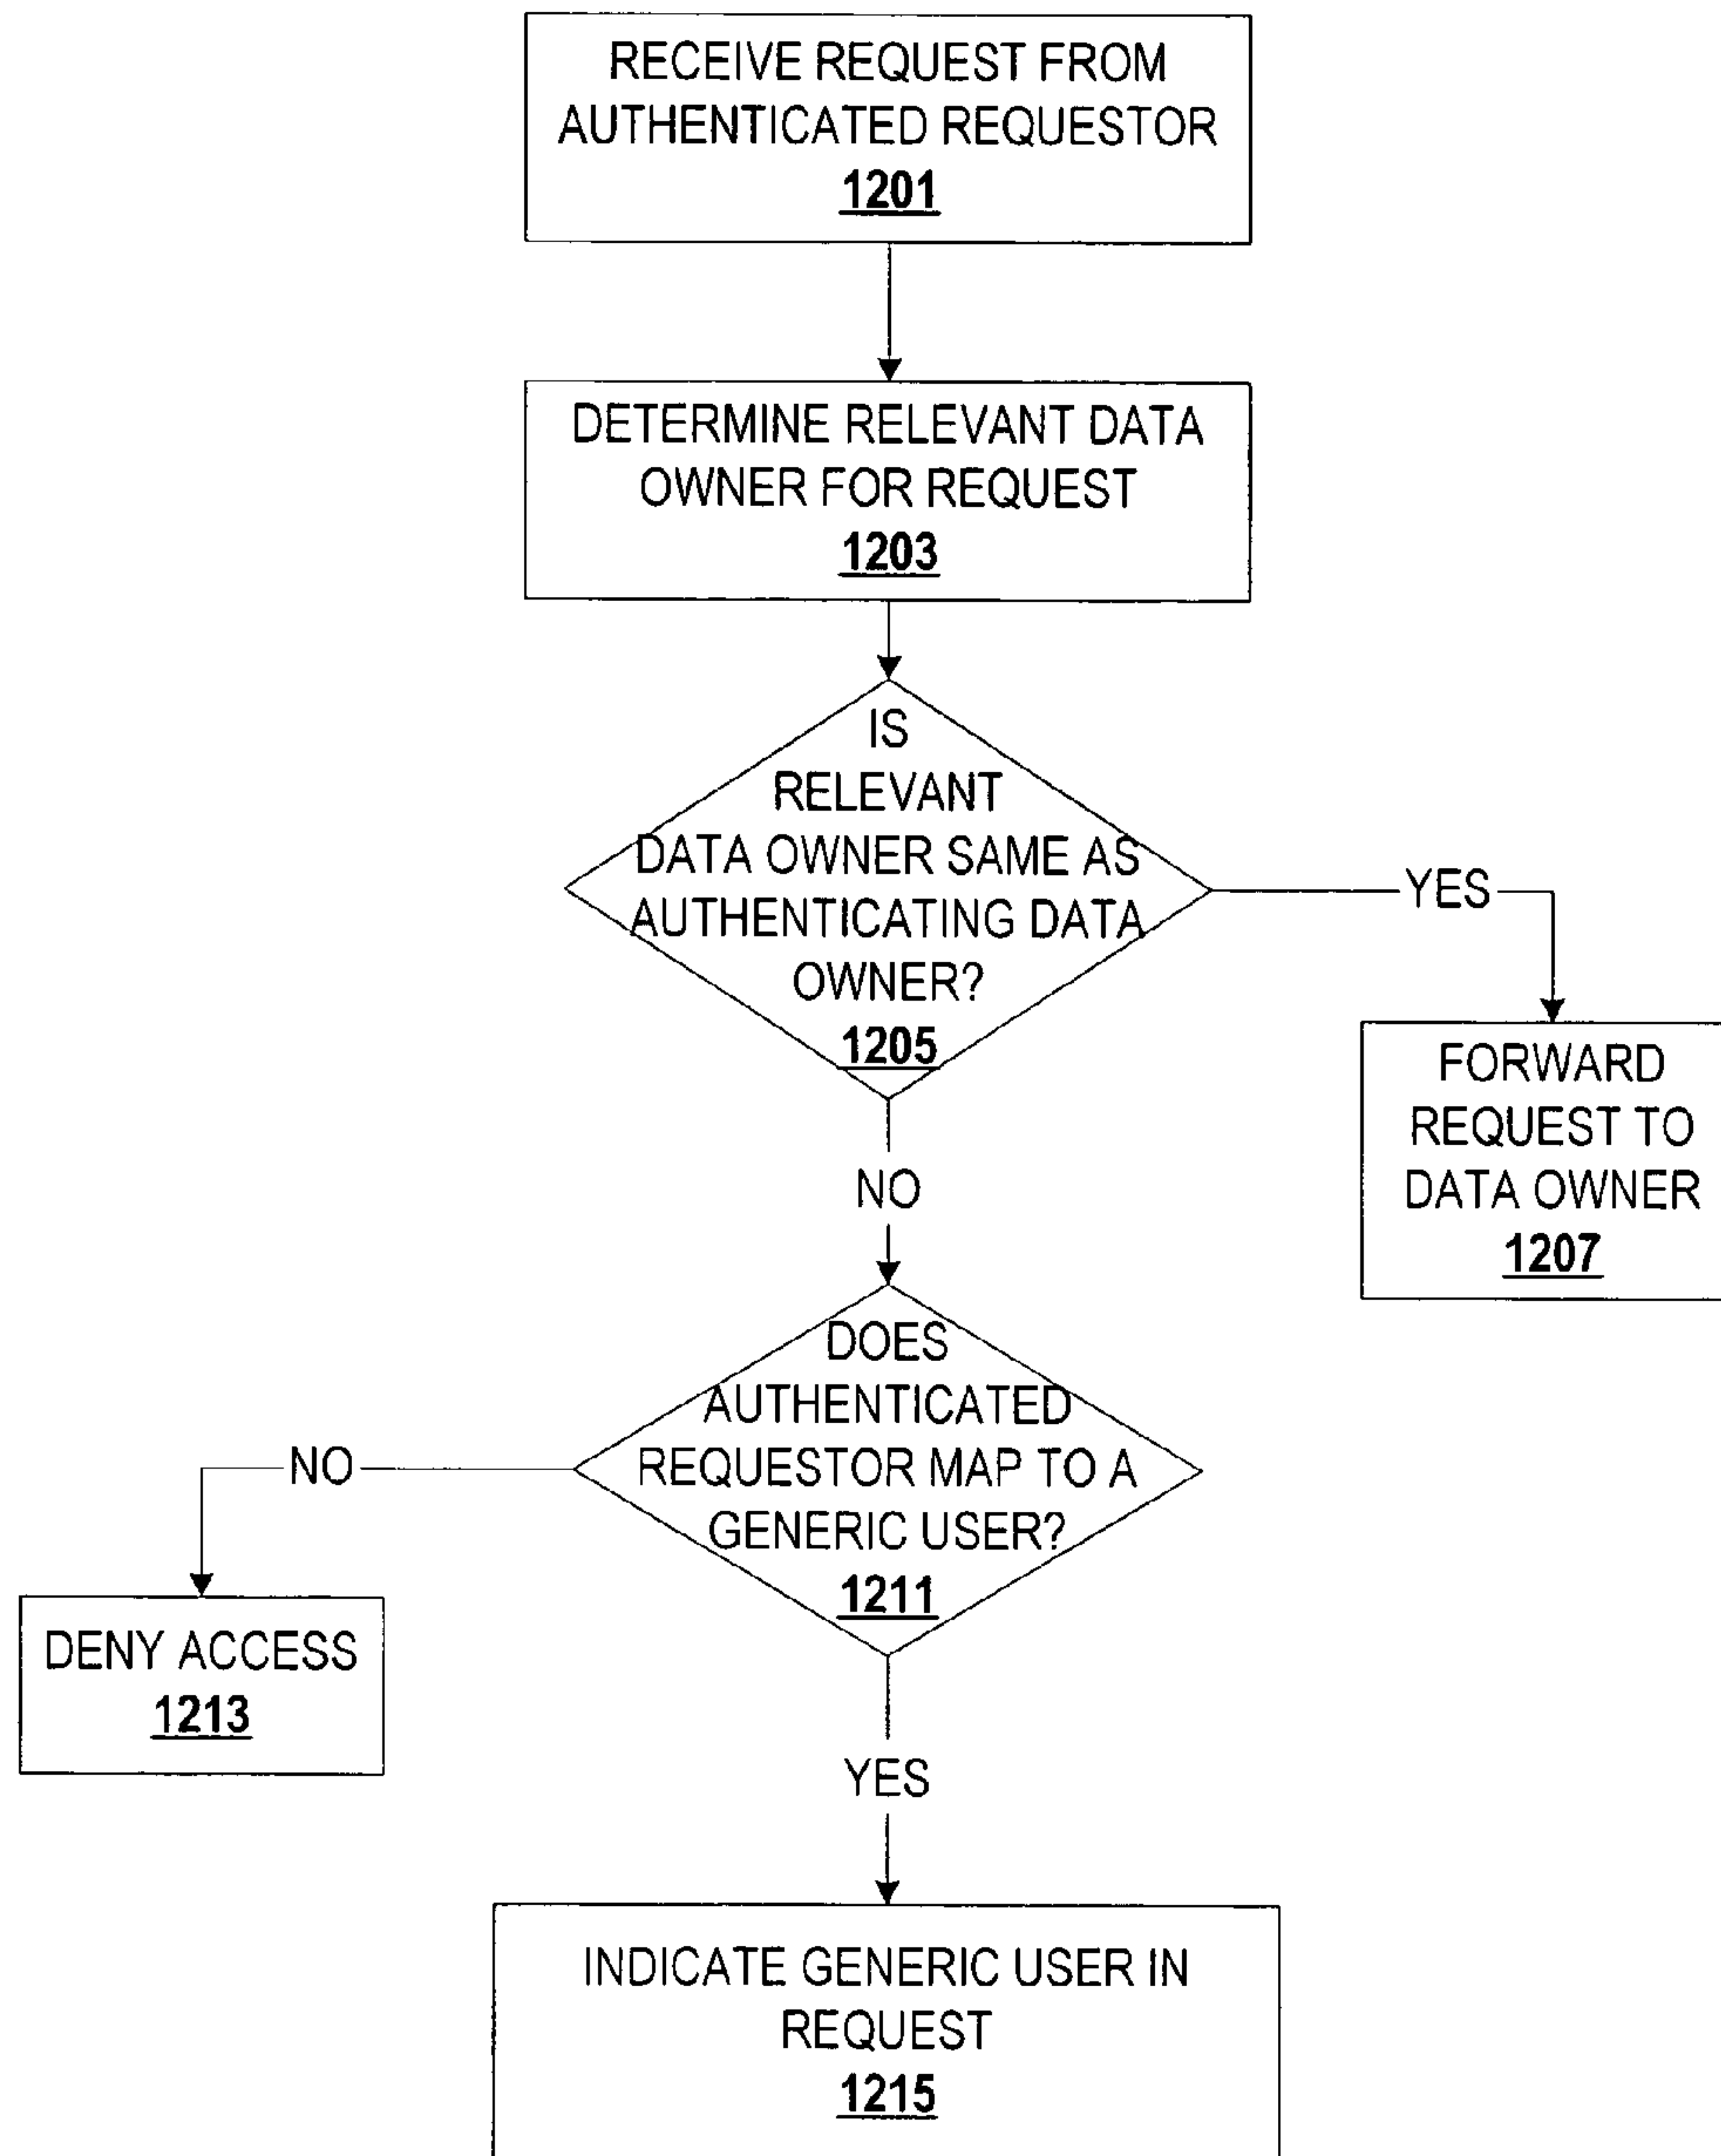 RECEIVE REQUEST FROM
AUTHENTICATED REQUESTOR
1201
DETERMINE RELEVANT DATA
OWNER FOR REQUEST
1203
IS
RELEVANT
DATA OWNER SAME AS
AUTHENTICATING DATA
OWNER?
1205
YES
FORWARD
REQUEST TO
DATA OWNER
1207
NO
DOES
AUTHENTICATED
REQUESTOR MAP TO A
GENERIC USER?
1211
NO
DENY ACCESS
1213
YES
INDICATE GENERIC USER IN
REQUEST
1215